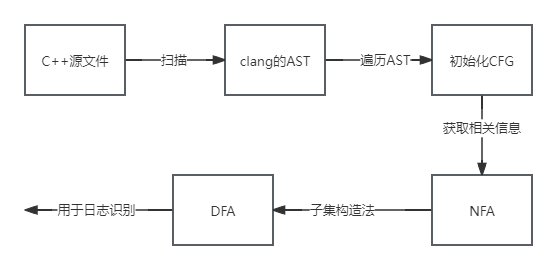 C++源文件
扫描
clang的AST
遍历AST
初始化CFG
获取相关信息
NFA
子集构造法
DFA
用于日志识别